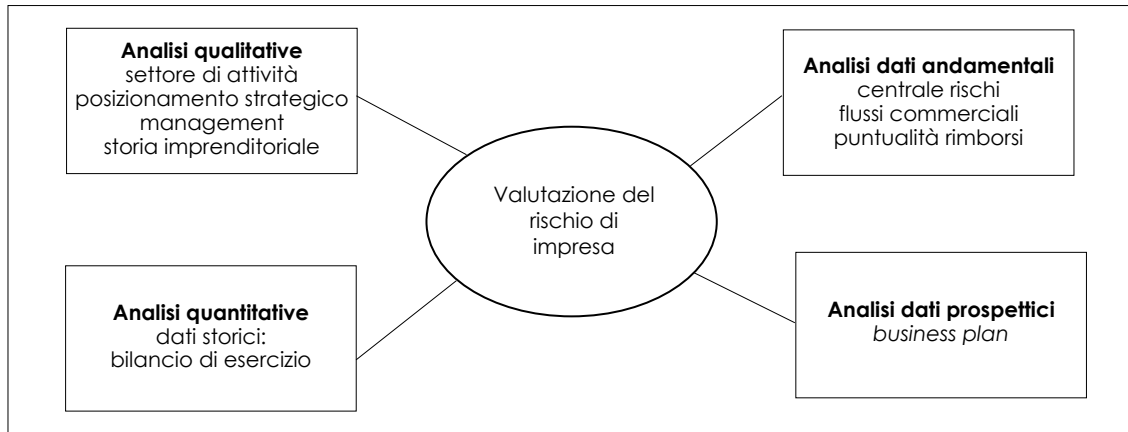 Analisi qualitative
settore di attività
posizionamento strategico
management
storia imprenditoriale
Analisi dati andamentali
centrale rischi
flussi commerciali
puntualità rimborsi
Valutazione del
rischio di
impresa
Analisi quantitative
dati storici:
bilancio di esercizio
Analisi dati prospettici
business plan